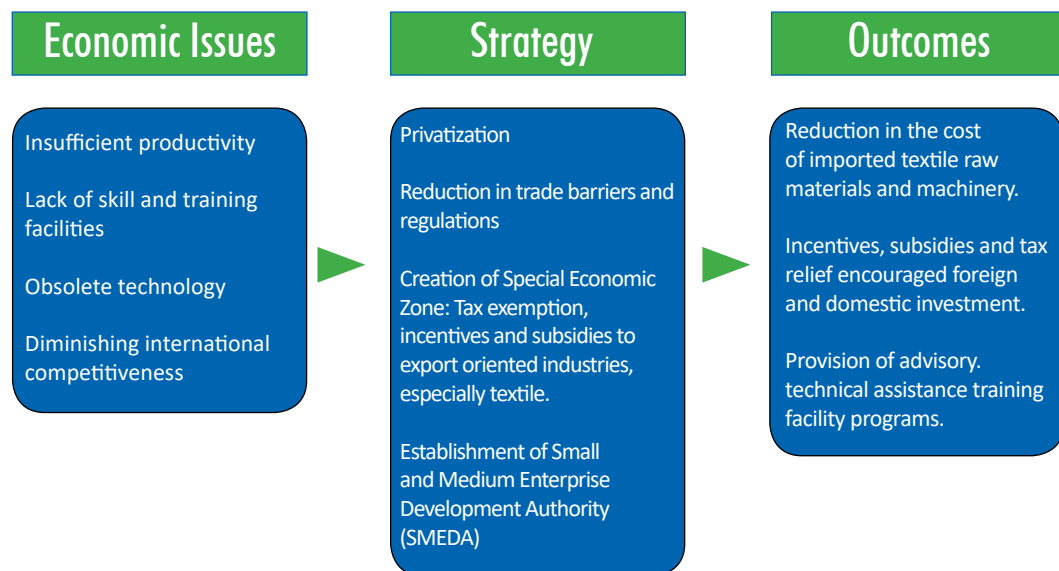 Economic Issues
Insufficient productivity
Lack of skill and training
facilities
Obsolete technology
Diminishing international
competitiveness
Strategy
Privatization
Reduction in trade barriers and
regulations
Creation of Special Economic
Zone: Tax exemption,
incentives and subsidies to
export oriented industries,
especially textile.
Establishment of Small
and Medium Enterprise
Development Authority
(SMEDA)
Outcomes
Reduction in the cost
of imported textile raw
materials and machinery.
Incentives, subsidies and tax
relief encouraged foreign
and domestic investment.
Provision of advisory.
technical assistance training
facility programs.